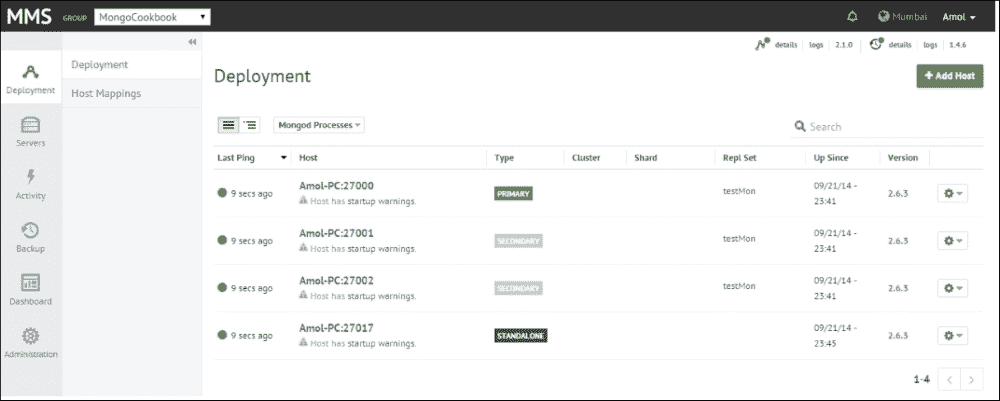 MMS GROUP MongoCookbook Mumbai Amol
details logs 2.1.0 details logs 1.4.6
Deployment
Servers
Activity
Backup
Dashboard
Administration
Deployment
Host Mappings
Deployment
+ Add Host
Mongod Processes
Search
Last Ping Host Type Cluster Shard Repl Set Up Since Version
9 secs ago Amol-PC:27000 PRIMARY testMon 09/21/14 - 2.6.3
Host has startup warnings. 23:41
9 secs ago Amol-PC:27001 SECONDARY testMon 09/21/14 - 2.6.3
Host has startup warnings. 23:41
9 secs ago Amol-PC:27002 SECONDARY testMon 09/21/14 - 2.6.3
Host has startup warnings. 23:41
9 secs ago Amol-PC:27017 STANDALONE 09/21/14 - 2.6.3
Host has startup warnings. 23:45
1-4